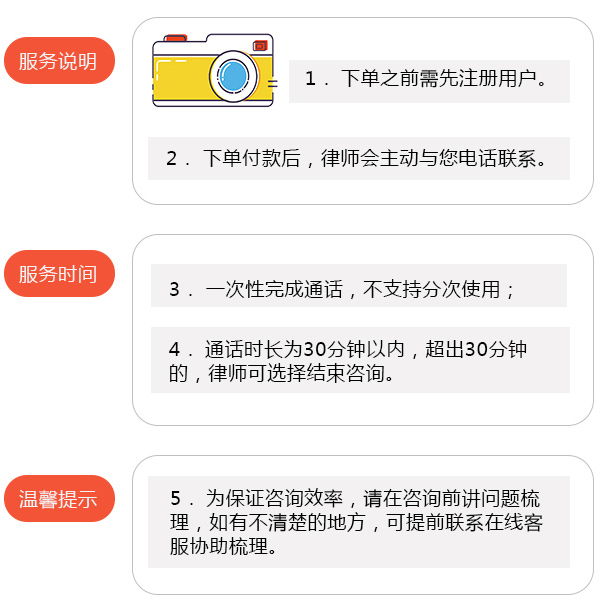 服务说明
1． 下单之前需先注册用户。
2． 下单付款后，律师会主动与您电话联系。
服务时间
3． 一次性完成通话，不支持分次使用；
4． 通话时长为30分钟以内，超出30分钟
的，律师可选择结束咨询。
温馨提示
5． 为保证咨询效率，请在咨询前讲问题梳
理，如有不清楚的地方，可提前联系在线客
服协助梳理。